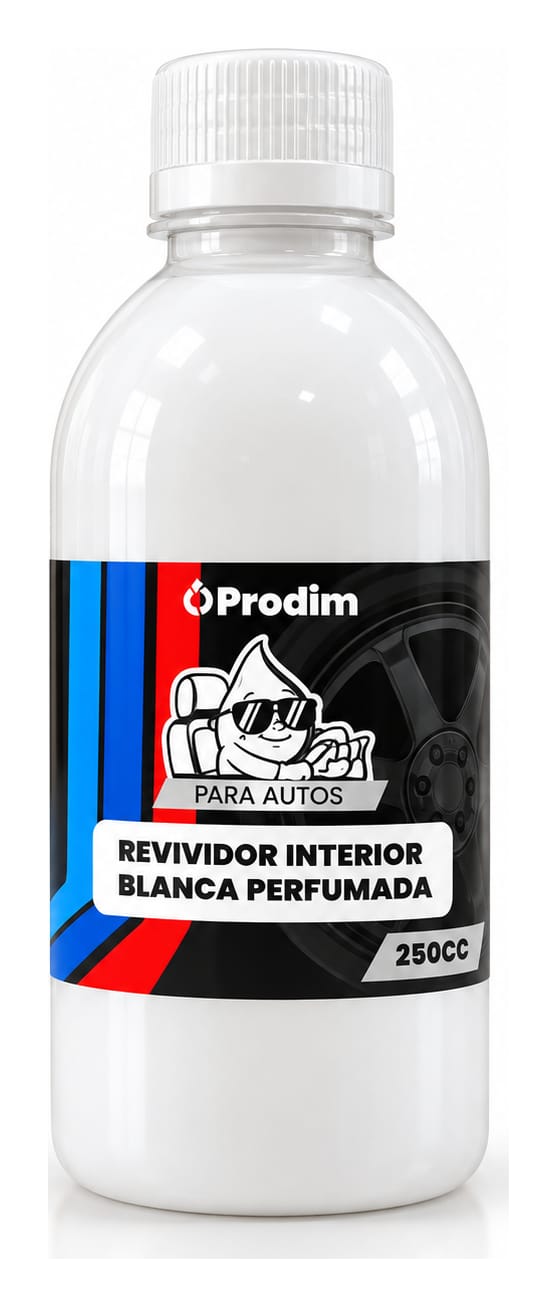 Prodim
PARA AUTOS
REVIVIDOR INTERIOR
BLANCA PERFUMADA
250CC